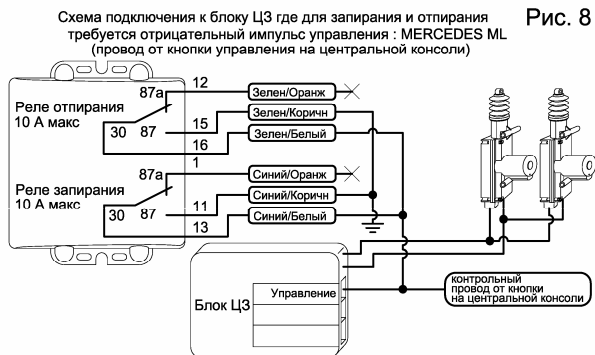 Схема подключения к блоку ЦЗ где для запирания и отпирания
требуется отрицательный импульс управления : MERCEDES ML
(провод от кнопки управления на центральной консоли)
Рис. 8
Реле отпирания
10 А макс
87a
30
87
12
15
16
Зелен/Оранж
Зелен/Коричн
Зелен/Белый
Реле запирания
10 А макс
87a
30
87
1
11
13
Синий/Оранж
Синий/Коричн
Синий/Белый
Блок ЦЗ
Управление
контрольный
провод от кнопки
на центральной консоли